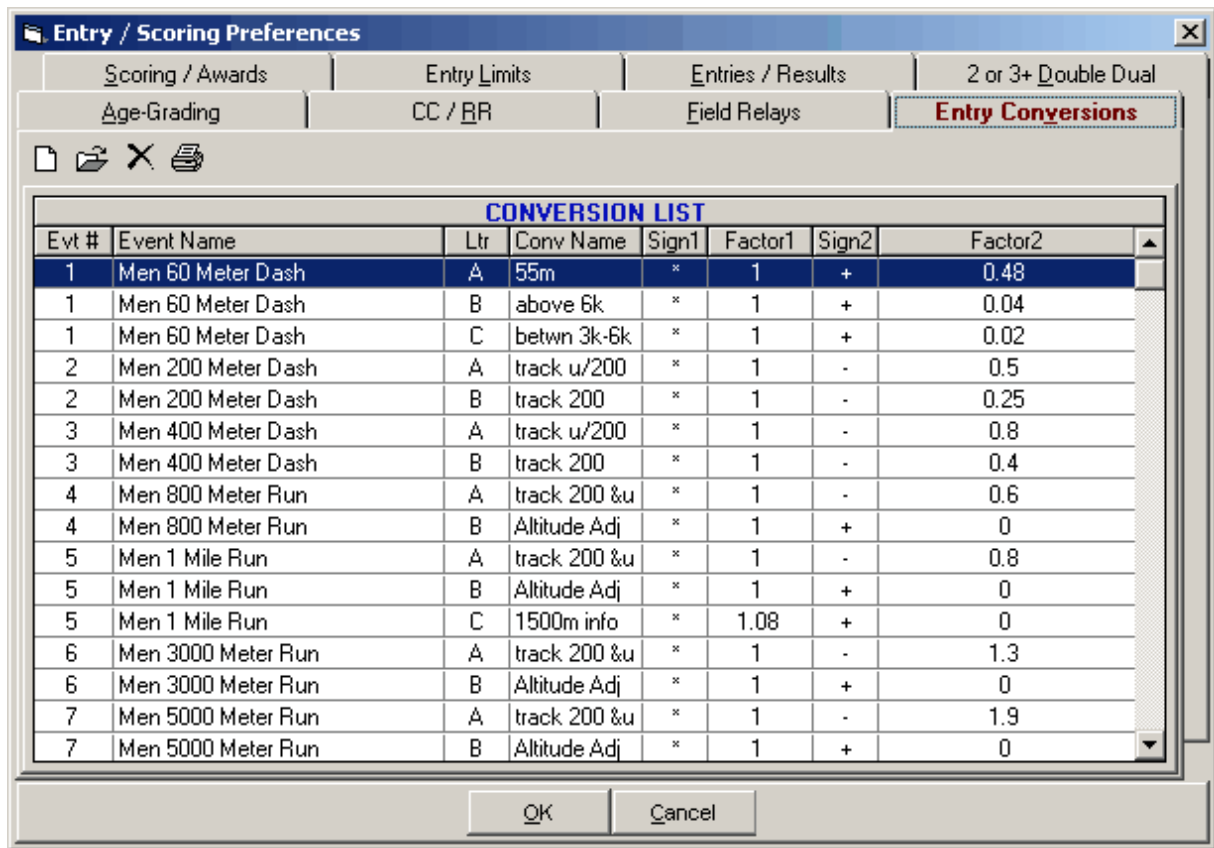 Entry / Scoring Preferences
Scoring / Awards Entry Limits Entries / Results 2 or 3+ Double Dual
Age-Grading CC / RR Field Relays Entry Conversions
CONVERSION LIST
Evt # Event Name Ltr Conv Name Sign1 Factor1 Sign2 Factor2
1 Men 60 Meter Dash A 55m * 1 + 0.48
1 Men 60 Meter Dash B above 6k * 1 + 0.04
1 Men 60 Meter Dash C betwn 3k-6k * 1 + 0.02
2 Men 200 Meter Dash A track u/200 * 1 - 0.5
2 Men 200 Meter Dash B track 200 * 1 - 0.25
3 Men 400 Meter Dash A track u/200 * 1 - 0.8
3 Men 400 Meter Dash B track 200 * 1 - 0.4
4 Men 800 Meter Run A track 200 &u * 1 - 0.6
4 Men 800 Meter Run B Altitude Adj * 1 + 0
5 Men 1 Mile Run A track 200 &u * 1 - 0.8
5 Men 1 Mile Run B Altitude Adj * 1 + 0
5 Men 1 Mile Run C 1500m info * 1.08 + 0
6 Men 3000 Meter Run A track 200 &u * 1 - 1.3
6 Men 3000 Meter Run B Altitude Adj * 1 + 0
7 Men 5000 Meter Run A track 200 &u * 1 - 1.9
7 Men 5000 Meter Run B Altitude Adj * 1 + 0
OK Cancel